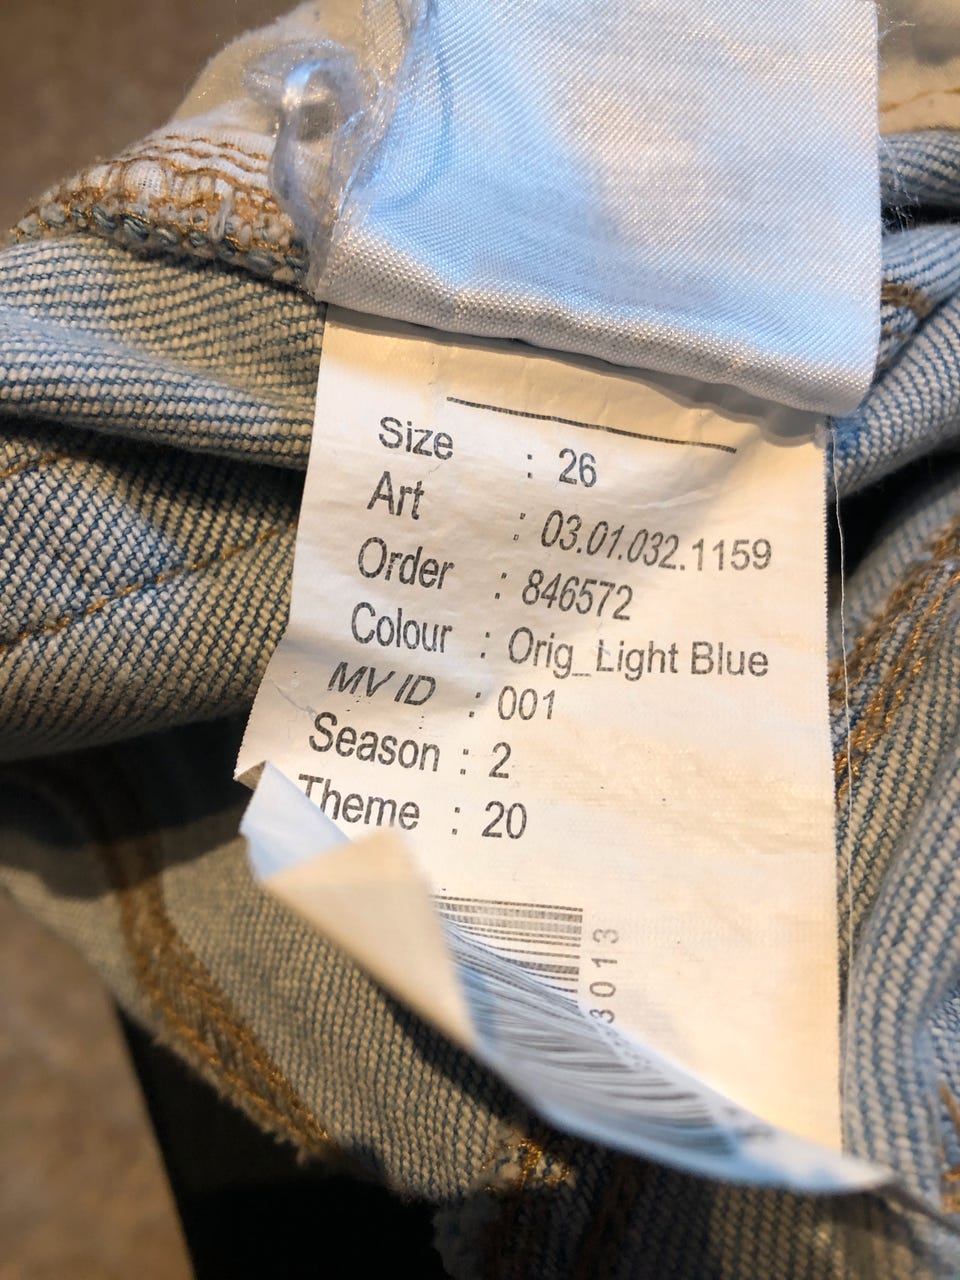 Size : 26
Art : 03.01.032.1159
Order : 846572
Colour : Orig_Light Blue
MV ID : 001
Season : 2
Theme : 20
3013